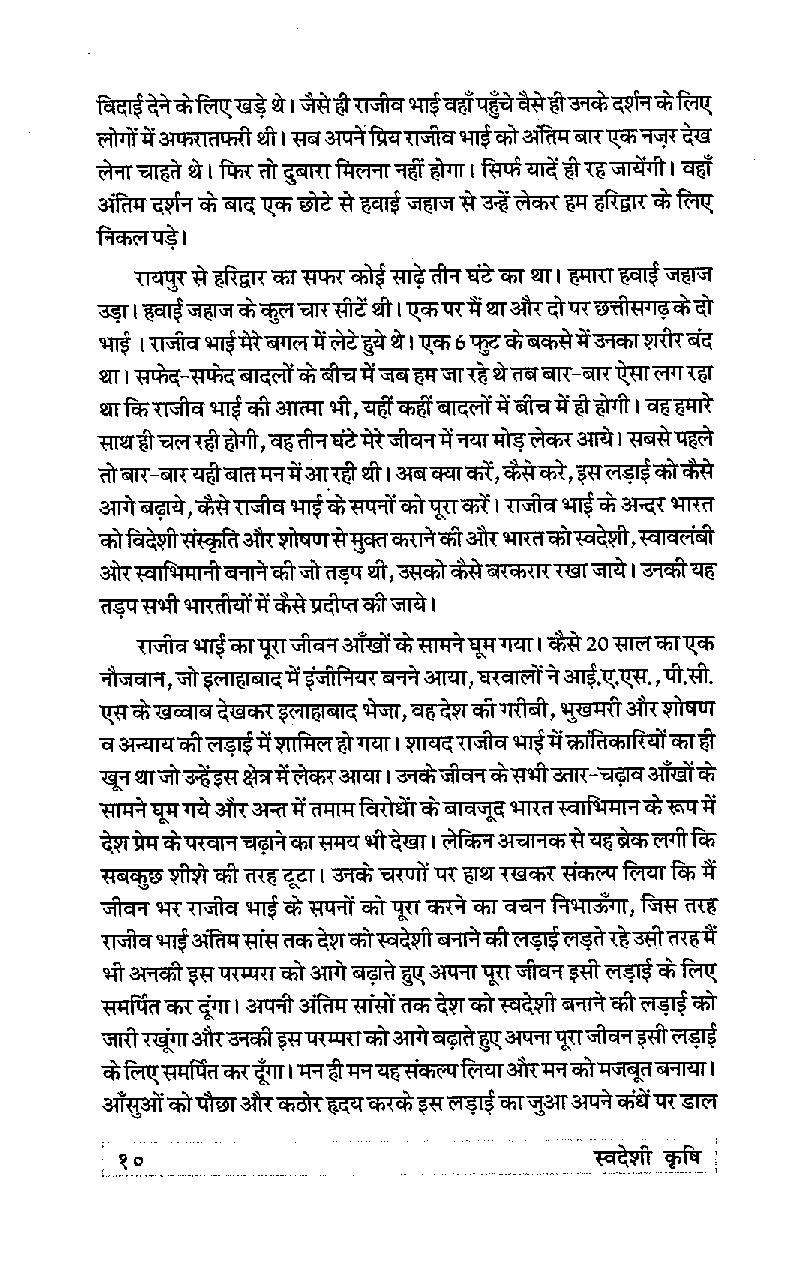 विदाई देने के लिए खड़े थे। जैसे ही राजीव भाई वहाँ पहुँचे वैसे ही उनके दर्शन के लिए
लोगों में अफरातफरी थी। सब अपने प्रिय राजीव भाई को अंतिम बार एक नज़र देख
लेना चाहते थे। फिर तो दुबारा मिलना नहीं होगा। सिर्फ यादें ही रह जायेंगी। वहाँ
अंतिम दर्शन के बाद एक छोटे से हवाई जहाज से उन्हें लेकर हम हरिद्वार के लिए
निकल पड़े।
रायपुर से हरिद्वार का सफर कोई साढ़े तीन घंटे का था। हमारा हवाई जहाज
उड़ा। हवाई जहाज के कुल चार सीटें थी। एक पर मैं था और दो पर छत्तीसगढ़ के दो
भाई । राजीव भाई मेरे बगल में लेटे हुये थे। एक 6 फुट के बकसे में उनका शरीर बंद
था। सफेद-सफेद बादलों के बीच में जब हम जा रहे थे तब बार-बार ऐसा लग रहा
था कि राजीव भाई की आत्मा भी, यहीं कहीं बादलों में बीच में ही होगी। वह हमारे
साथ ही चल रही होगी, वह तीन घंटे मेरे जीवन में नया मोड़ लेकर आये। सबसे पहले
तो बार-बार यही बात मन में आ रही थी। अब क्या करें, कैसे करे, इस लड़ाई को कैसे
आगे बढ़ाये, कैसे राजीव भाई के सपनों को पूरा करें। राजीव भाई के अन्दर भारत
को विदेशी संस्कृति और शोषण से मुक्त कराने की और भारत को स्वदेशी, स्वावलंबी
ओर स्वाभिमानी बनाने की जो तड़प थी, उसको कैसे बरकरार रखा जाये। उनकी यह
तड़प सभी भारतीयों में कैसे प्रदीप्त की जाये।
राजीव भाई का पूरा जीवन आँखों के सामने घूम गया। कैसे 20 साल का एक
नौजवान, जो इलाहाबाद में इंजीनियर बनने आया, घरवालों ने आई.ए.एस., पी.सी.
एस के खव्वाब देखकर इलाहाबाद भेजा, वह देश की गरीबी, भुखमरी और शोषण
व अन्याय की लड़ाई में शामिल हो गया। शायद राजीव भाई में क्रांतिकारियों का ही
खून था जो उन्हें इस क्षेत्र में लेकर आया। उनके जीवन के सभी उतार-चढ़ाव आँखों के
सामने घूम गये और अन्त में तमाम विरोधों के बावजूद भारत स्वाभिमान के रूप में
देश प्रेम के परवान चढ़ाने का समय भी देखा। लेकिन अचानक से यह ब्रेक लगी कि
सबकुछ शीशे की तरह टूटा। उनके चरणों पर हाथ रखकर संकल्प लिया कि मैं
जीवन भर राजीव भाई के सपनों को पूरा करने का वचन निभाऊँगा, जिस तरह
राजीव भाई अंतिम सांस तक देश को स्वदेशी बनाने की लड़ाई लड़ते रहे उसी तरह मैं
भी अनकी इस परम्परा को आगे बढ़ाते हुए अपना पूरा जीवन इसी लड़ाई के लिए
समर्पित कर दूंगा। अपनी अंतिम सांसों तक देश को स्वदेशी बनाने की लड़ाई को
जारी रखूंगा और उनकी इस परम्परा को आगे बढ़ाते हुए अपना पूरा जीवन इसी लड़ाई
के लिए समर्पित कर दूँगा। मन ही मन यह संकल्प लिया और मन को मजबूत बनाया।
आँसुओं को पौछा और कठोर हृदय करके इस लड़ाई का जुआ अपने कंधें पर डाल
१० स्वदेशी कृषि